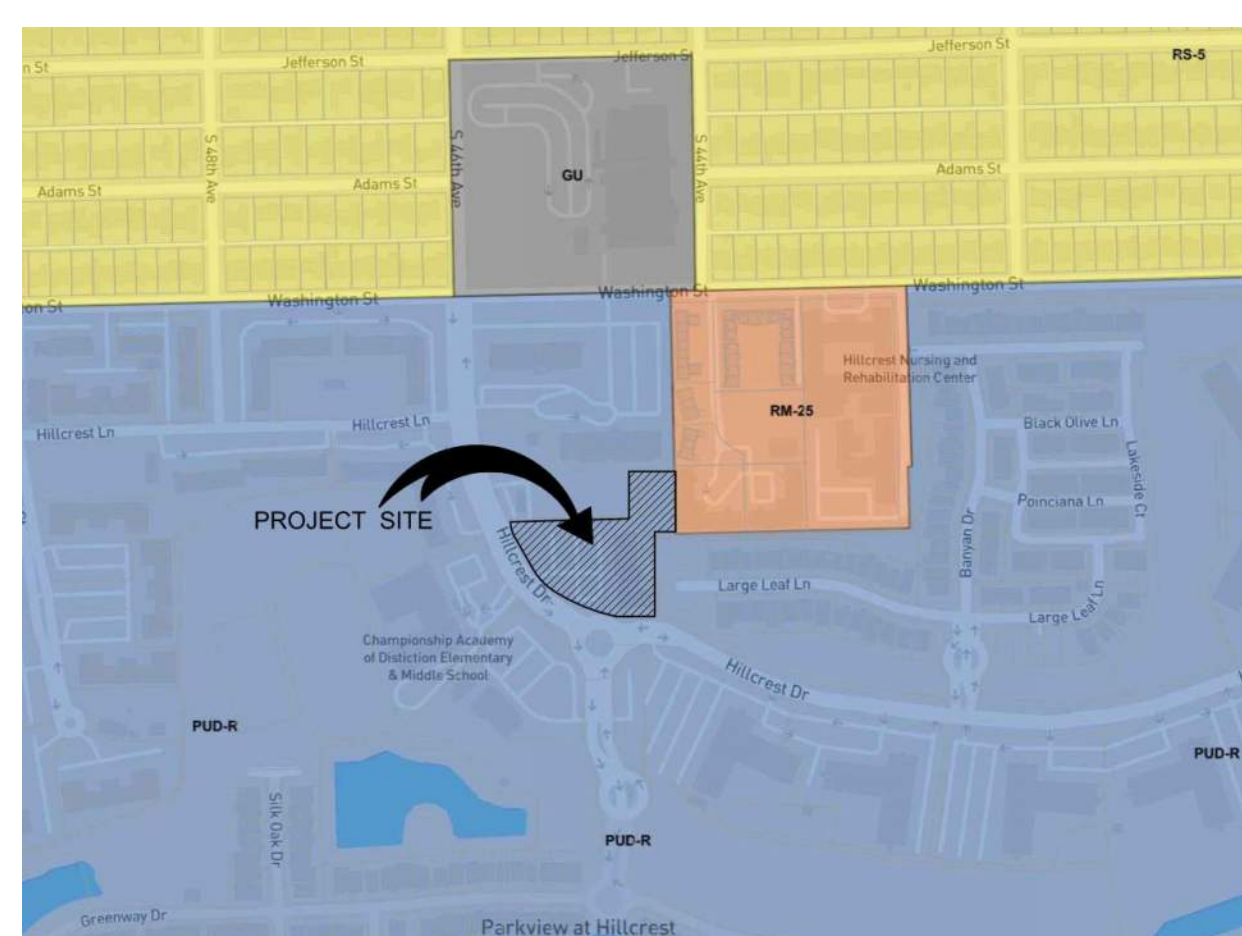 Jefferson St
Jefferson St
Jefferson St
RS-5
n St
S 48th Ave
S 46th Ave
S 44th Ave
GU
Adams St
Adams St
Adams St
Washington St
Washington St
Washington St
ton St
Hillcrest Nursing and
Rehabilitation Center
RM-25
Hillcrest Ln
Hillcrest Ln
Black Olive Ln
Lakeside Ct
Poinciana Ln
PROJECT SITE
Banyan Dr
Hillcrest Dr
Large Leaf Ln
Large Leaf Ln
Championship Academy
of Distiction Elementary
& Middle School
Hillcrest Dr
PUD-R
PUD-R
Silk Oak Dr
PUD-R
Greenway Dr
Parkview at Hillcrest